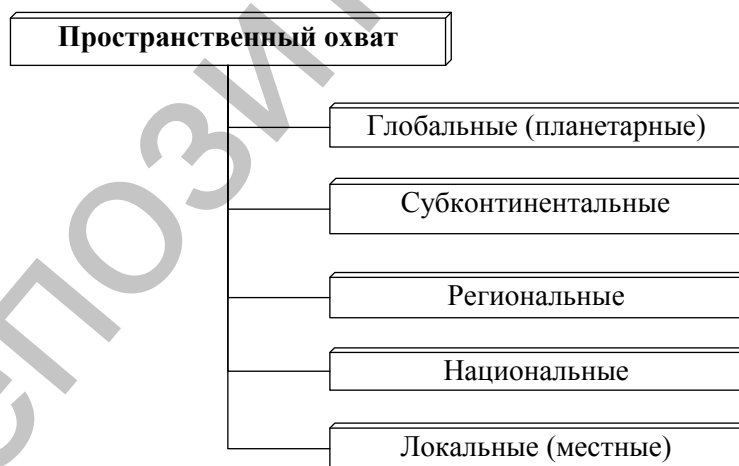 Пространственный охват
Глобальные (планетарные)
Субконтинентальные
Региональные
Национальные
Локальные (местные)